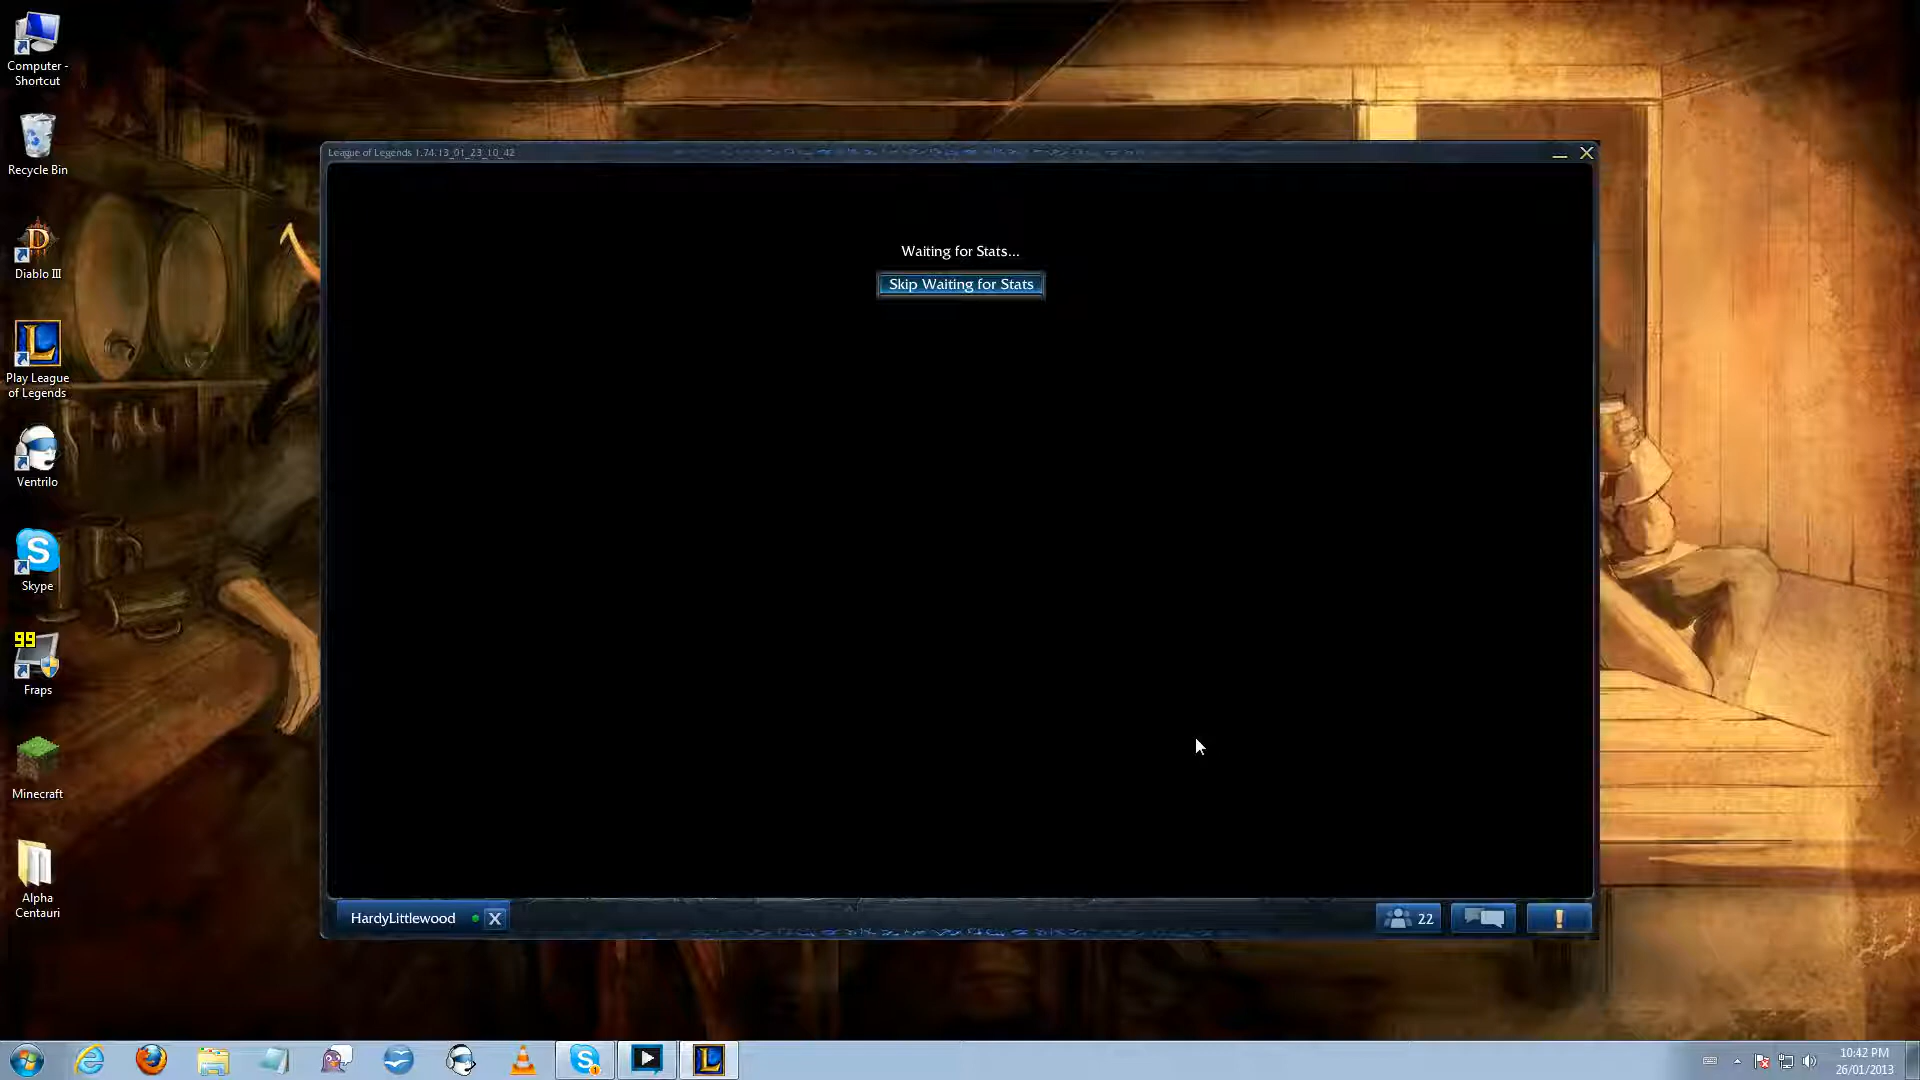 Computer -
Shortcut
Recycle Bin
Diablo III
Play League
of Legends
Ventrilo
Skype
99
Fraps
Minecraft
Alpha
Centauri
League of Legends 1.74.13_01_23_10_42
Waiting for Stats...
Skip Waiting for Stats
HardyLittlewood
X
22
!
10:42 PM
26/01/2013